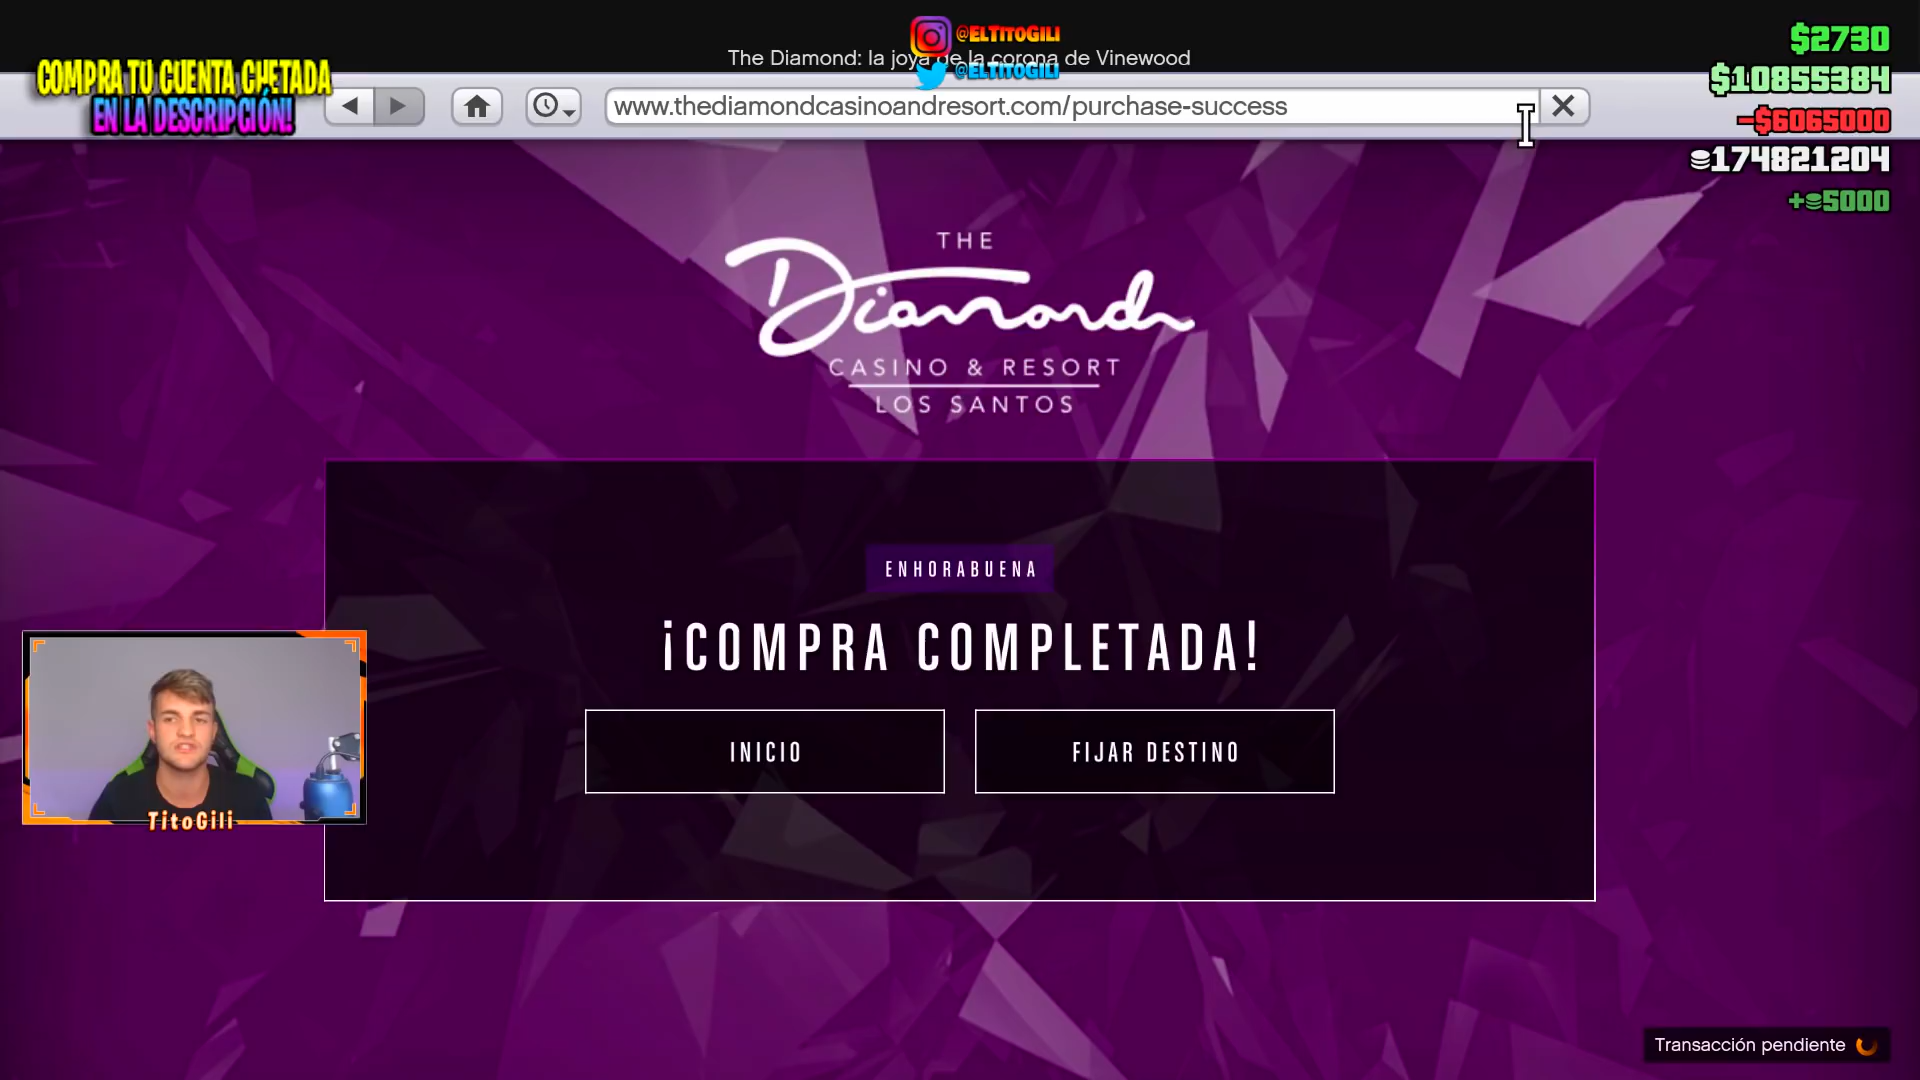 @ELTITOGILI
The Diamond: la joya de la corona de Vinewood
@ELTITOGILI
COMPRA TU CUENTA CHETADA
EN LA DESCRIPCIÓN!
www.thediamondcasinoandresort.com/purchase-success
$2730
$10855384
-$6065000
174821204
+5000
THE
Diamond
CASINO & RESORT
LOS SANTOS
ENHORABUENA
¡COMPRA COMPLETADA!
INICIO
FIJAR DESTINO
TitoGili
Transacción pendiente